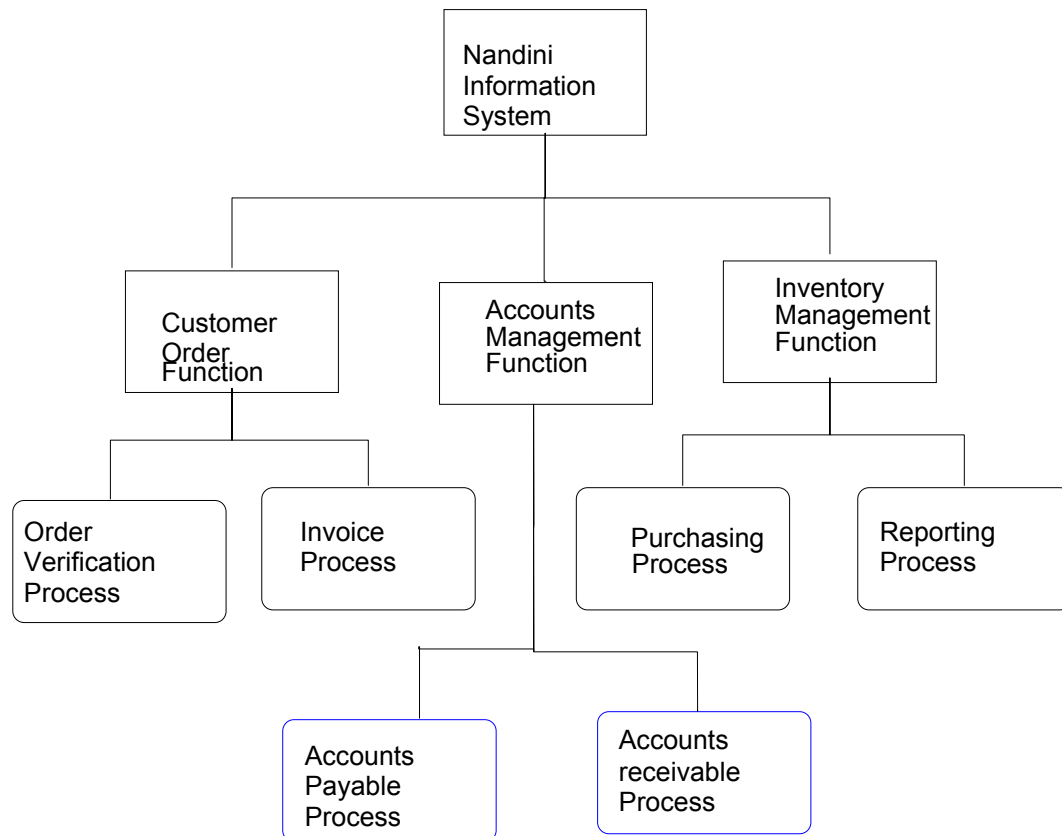 Nandini
Information
System
Customer
Order
Function
Accounts
Management
Function
Inventory
Management
Function
Order
Verification
Process
Invoice
Process
Purchasing
Process
Reporting
Process
Accounts
Payable
Process
Accounts
receivable
Process